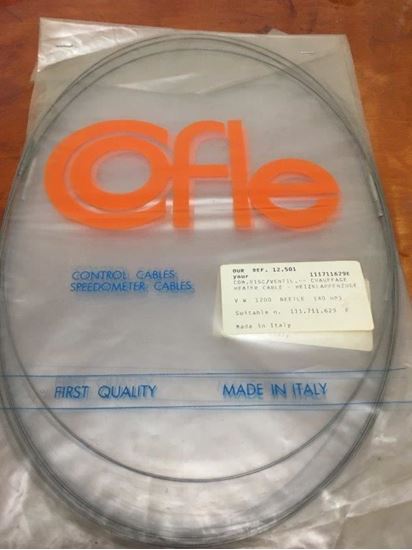 Cofle
CONTROL CABLES
SPEEDOMETER CABLES
OUR REF. 12.501
your 111711629E
COM.RISC/VENTIL. CHAUFFAGE
HEATER CABLE - HEIZKLAPPENZUGE
V W 1200 BEETLE (40 HP)
Suitable n. 111.711.629 E
Made in Italy
FIRST QUALITY MADE IN ITALY